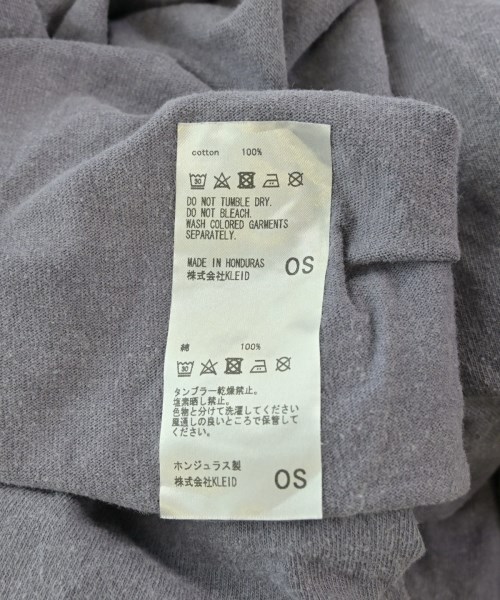 cotton 100%
30
DO NOT TUMBLE DRY.
DO NOT BLEACH.
WASH COLORED GARMENTS
SEPARATELY.
MADE IN HONDURAS
株式会社KLEID OS
綿 100%
30
タンブラー乾燥禁止。
塩素晒し禁止。
色物と分けて洗濯してください
風通しの良いところで保管して
ください。
ホンジュラス製
株式会社KLEID OS